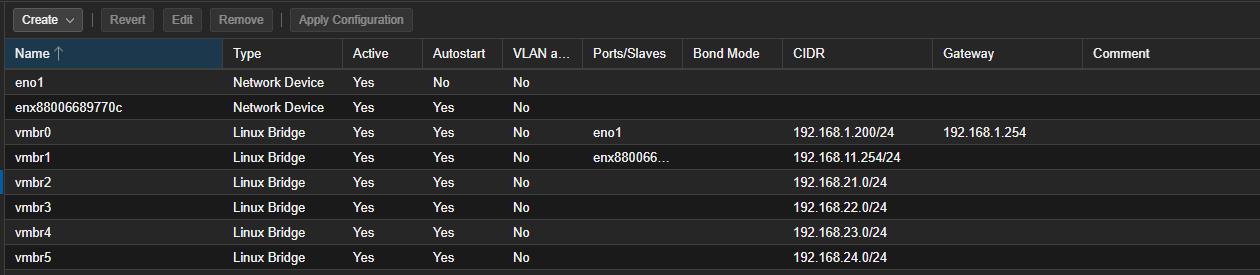 Create Revert Edit Remove Apply Configuration
Name ↑ Type Active Autostart VLAN a... Ports/Slaves Bond Mode CIDR Gateway Comment
eno1 Network Device Yes No No
enx88006689770c Network Device Yes Yes No
vmbr0 Linux Bridge Yes Yes No eno1 192.168.1.200/24 192.168.1.254
vmbr1 Linux Bridge Yes Yes No enx880066... 192.168.11.254/24
vmbr2 Linux Bridge Yes Yes No 192.168.21.0/24
vmbr3 Linux Bridge Yes Yes No 192.168.22.0/24
vmbr4 Linux Bridge Yes Yes No 192.168.23.0/24
vmbr5 Linux Bridge Yes Yes No 192.168.24.0/24